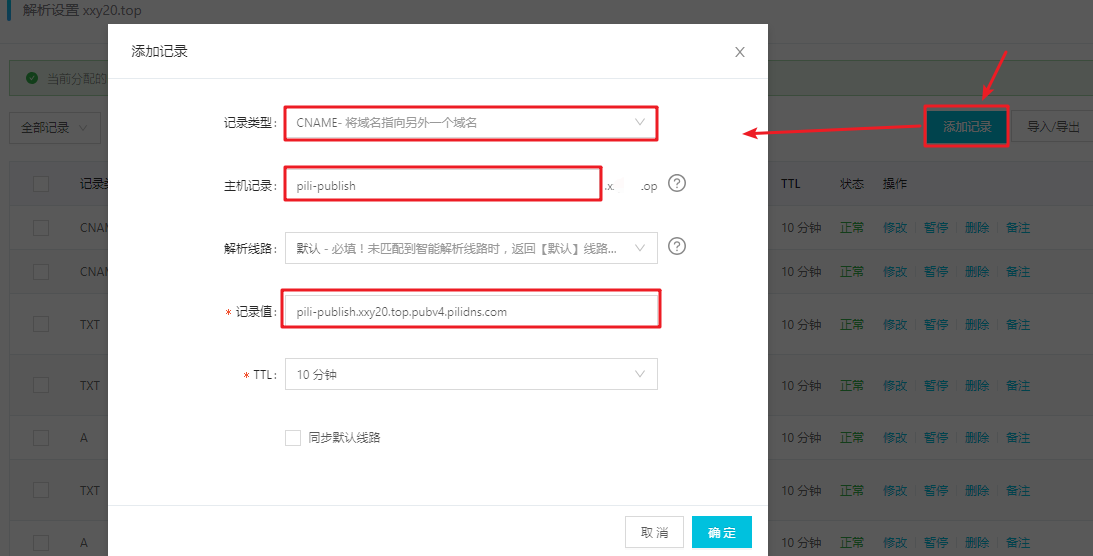 解析设置 xxy20.top
当前分配的
全部记录
添加记录
导入/导出
TTL
状态
操作
CNAM
10 分钟 正常 修改 暂停 删除 备注
CNAM
10 分钟 正常 修改 暂停 删除 备注
TXT
10 分钟 正常 修改 暂停 删除 备注
TXT
10 分钟 正常 修改 暂停 删除 备注
A
10 分钟 正常 修改 暂停 删除 备注
TXT
10 分钟 正常 修改 暂停 删除 备注
A
10 分钟 正常 修改 暂停 删除 备注
添加记录
记录类型:
CNAME- 将域名指向另外一个域名
主机记录:
pili-publish
.x .op
解析线路:
默认 - 必填！未匹配到智能解析线路时，返回【默认】线路...
* 记录值:
pili-publish.xxy20.top.pubv4.pilidns.com
* TTL:
10 分钟
同步默认线路
取 消
确 定